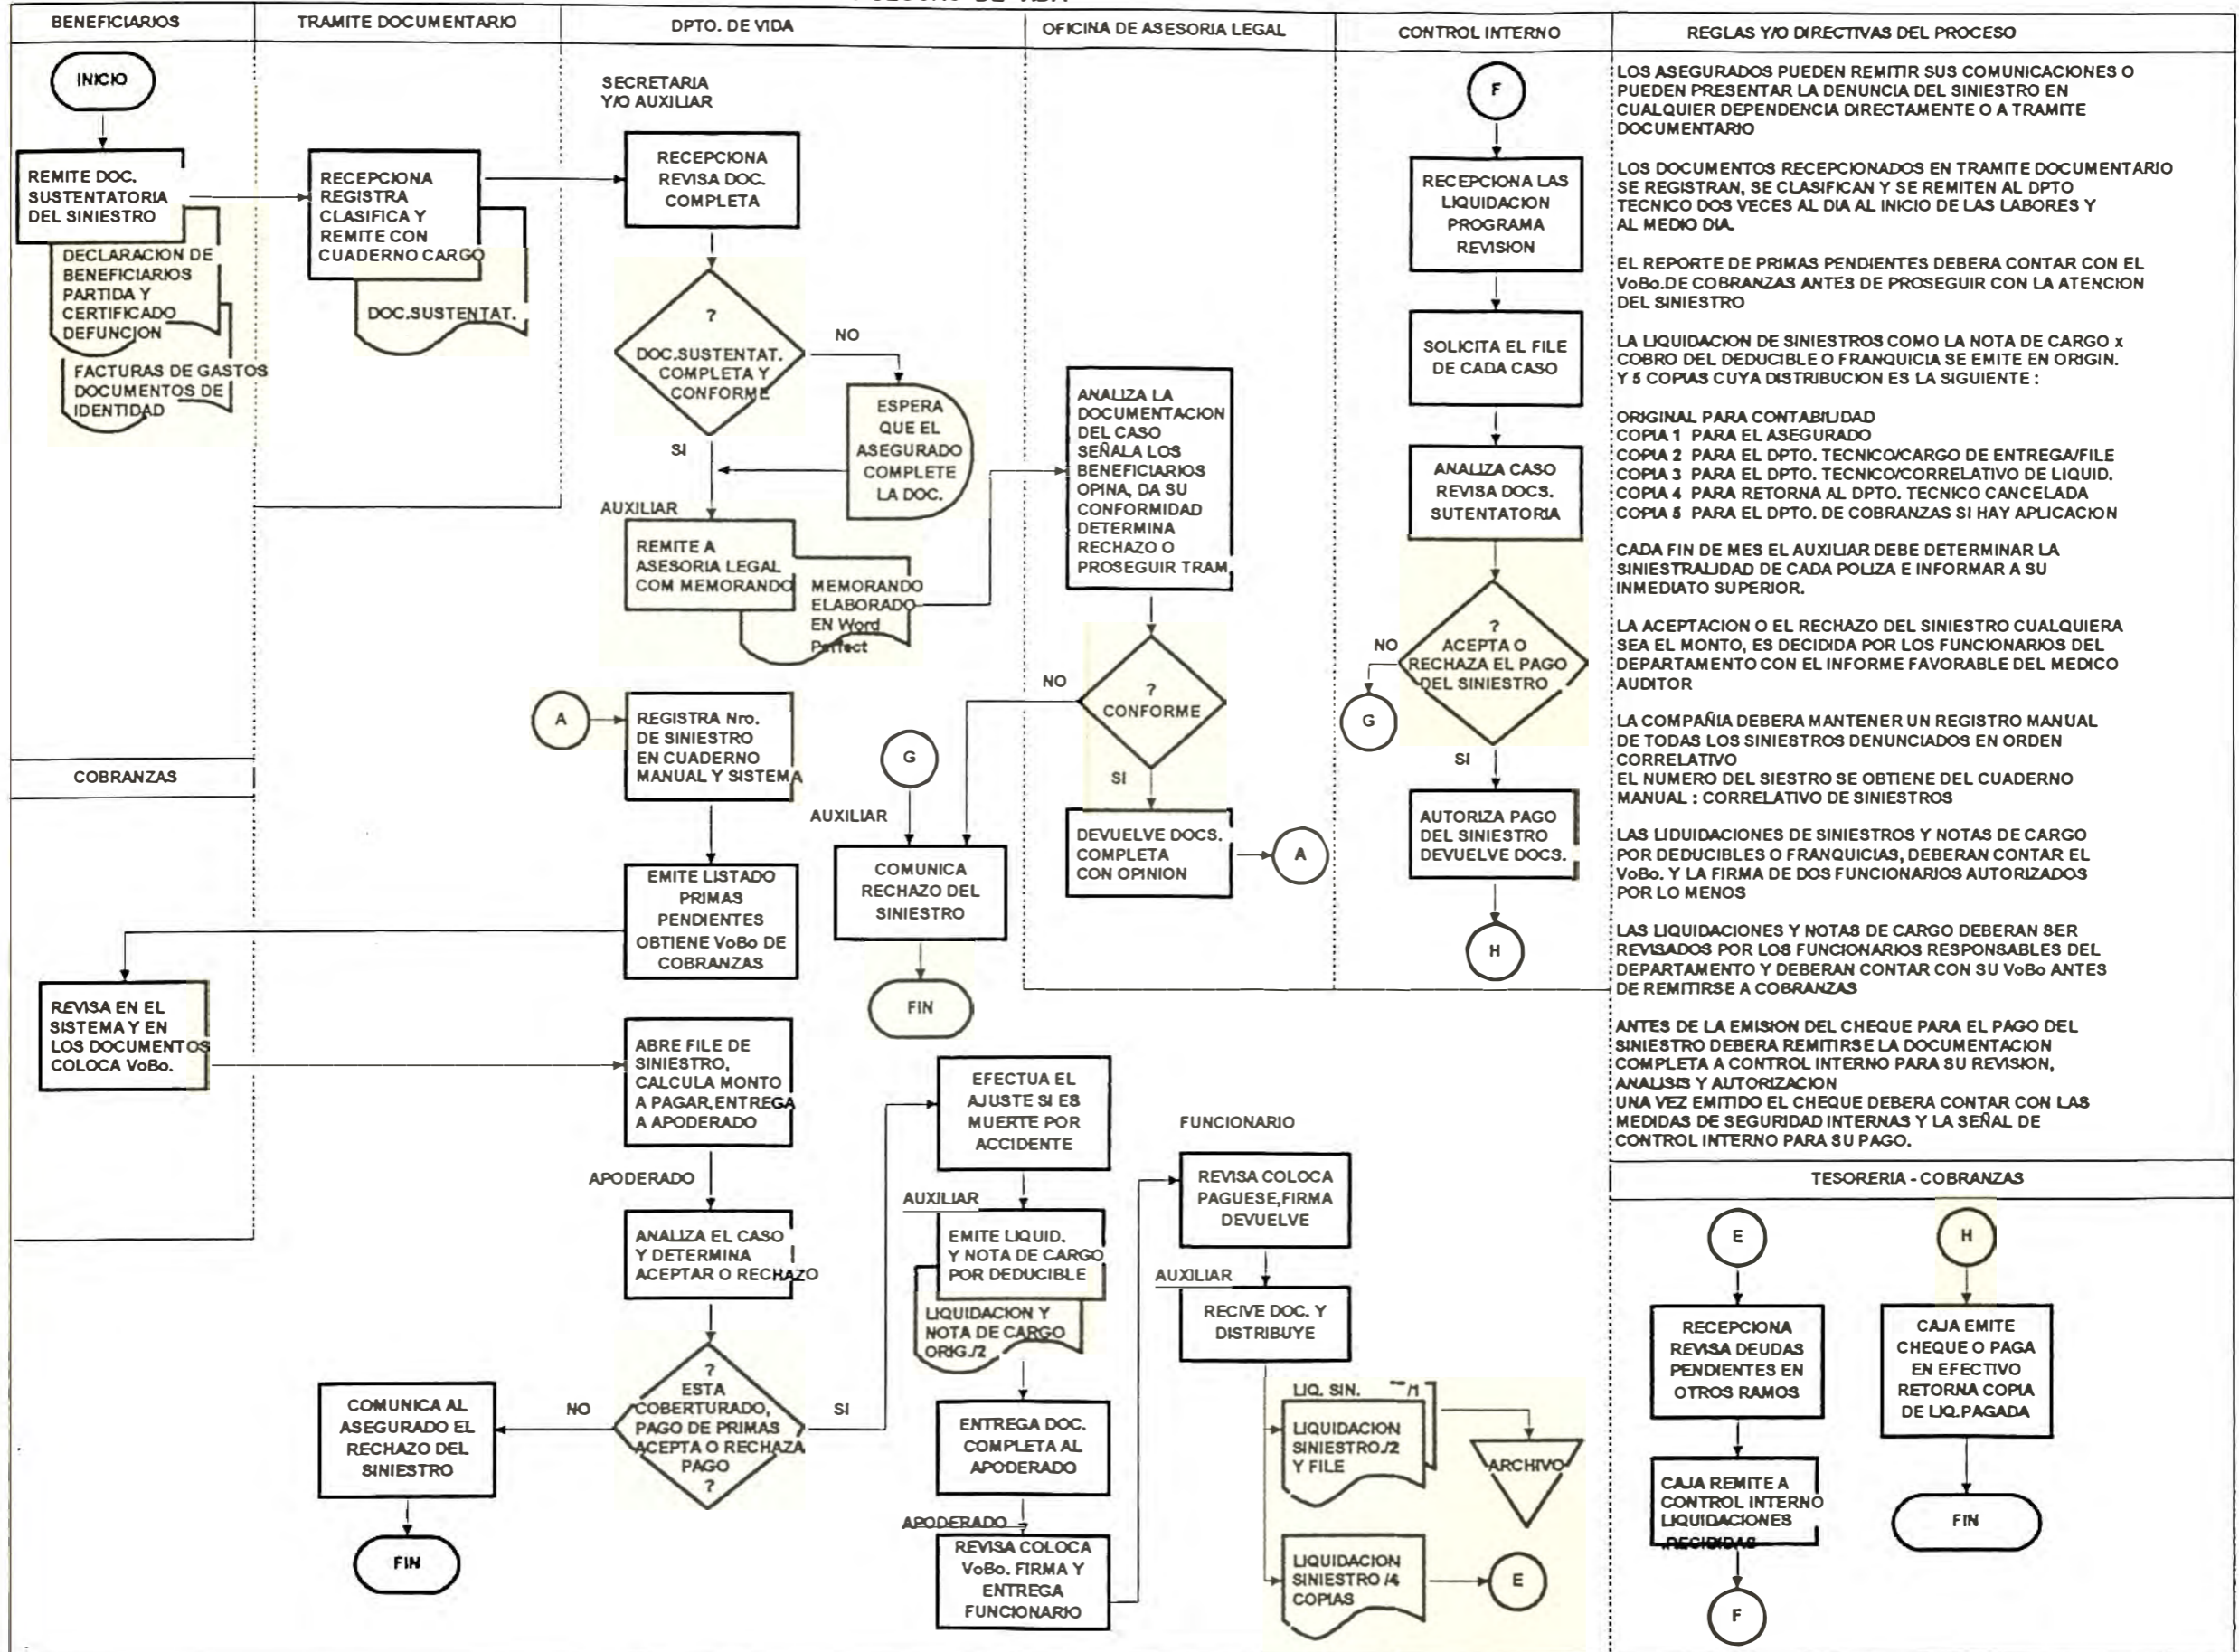 BENEFICIARIOS
TRAMITE DOCUMENTARIO
DPTO. DE VIDA
OFICINA DE ASESORIA LEGAL
CONTROL INTERNO
REGLAS Y/O DIRECTIVAS DEL PROCESO
INICIO
REMITE DOC.
SUSTENTATORIA
DEL SINIESTRO
DECLARACION DE
BENEFICIARIOS
PARTIDA Y
CERTIFICADO
DEFUNCION
FACTURAS DE GASTOS
DOCUMENTOS DE
IDENTIDAD
RECEPCIONA
REGISTRA
CLASIFICA Y
REMITE CON
CUADERNO CARGO
DOC.SUSTENTAT.
SECRETARIA
Y/O AUXILIAR
RECEPCIONA
REVISA DOC.
COMPLETA
?
DOC.SUSTENTAT.
COMPLETA Y
CONFORME
NO
SI
ESPERA
QUE EL
ASEGURADO
COMPLETE
LA DOC.
AUXILIAR
REMITE A
ASESORIA LEGAL
COM MEMORANDO
MEMORANDO
ELABORADO
EN Word
Perfect
ANALIZA LA
DOCUMENTACION
DEL CASO
SEÑALA LOS
BENEFICIARIOS
OPINA, DA SU
CONFORMIDAD
DETERMINA
RECHAZO O
PROSEGUIR TRAM
?
CONFORME
NO
SI
DEVUELVE DOCS.
COMPLETA
CON OPINION
A
A
REGISTRA Nro.
DE SINIESTRO
EN CUADERNO
MANUAL Y SISTEMA
G
AUXILIAR
COMUNICA
RECHAZO DEL
SINIESTRO
FIN
EMITE LISTADO
PRIMAS
PENDIENTES
OBTIENE VoBo DE
COBRANZAS
COBRANZAS
REVISA EN EL
SISTEMA Y EN
LOS DOCUMENTOS
COLOCA VoBo.
ABRE FILE DE
SINIESTRO,
CALCULA MONTO
A PAGAR,ENTREGA
A APODERADO
APODERADO
ANALIZA EL CASO
Y DETERMINA
ACEPTAR O RECHAZO
?
ESTA
COBERTURADO,
PAGO DE PRIMAS
ACEPTA O RECHAZA
PAGO
?
NO
SI
COMUNICA AL
ASEGURADO EL
RECHAZO DEL
SINIESTRO
FIN
EFECTUA EL
AJUSTE SI ES
MUERTE POR
ACCIDENTE
AUXILIAR
EMITE LIQUID.
Y NOTA DE CARGO
POR DEDUCIBLE
LIQUIDACION Y
NOTA DE CARGO
ORIG./2
ENTREGA DOC.
COMPLETA AL
APODERADO
APODERADO
REVISA COLOCA
VoBo. FIRMA Y
ENTREGA
FUNCIONARIO
FUNCIONARIO
REVISA COLOCA
PAGUESE,FIRMA
DEVUELVE
AUXILIAR
RECIVE DOC. Y
DISTRIBUYE
LIQ. SIN.
LIQUIDACION
SINIESTRO./2
Y FILE
ARCHIVO
LIQUIDACION
SINIESTRO /4
COPIAS
E
F
RECEPCIONA LAS
LIQUIDACION
PROGRAMA
REVISION
SOLICITA EL FILE
DE CADA CASO
ANALIZA CASO
REVISA DOCS.
SUTENTATORIA
?
ACEPTA O
RECHAZA EL PAGO
DEL SINIESTRO
NO
G
SI
AUTORIZA PAGO
DEL SINIESTRO
DEVUELVE DOCS.
H
LOS ASEGURADOS PUEDEN REMITIR SUS COMUNICACIONES O
PUEDEN PRESENTAR LA DENUNCIA DEL SINIESTRO EN
CUALQUIER DEPENDENCIA DIRECTAMENTE O A TRAMITE
DOCUMENTARIO
LOS DOCUMENTOS RECEPCIONADOS EN TRAMITE DOCUMENTARIO
SE REGISTRAN, SE CLASIFICAN Y SE REMITEN AL DPTO
TECNICO DOS VECES AL DIA AL INICIO DE LAS LABORES Y
AL MEDIO DIA.
EL REPORTE DE PRIMAS PENDIENTES DEBERA CONTAR CON EL
VoBo.DE COBRANZAS ANTES DE PROSEGUIR CON LA ATENCION
DEL SINIESTRO
LA LIQUIDACION DE SINIESTROS COMO LA NOTA DE CARGO x
COBRO DEL DEDUCIBLE O FRANQUICIA SE EMITE EN ORIGIN.
Y 5 COPIAS CUYA DISTRIBUCION ES LA SIGUIENTE :
ORIGINAL PARA CONTABILIDAD
COPIA 1 PARA EL ASEGURADO
COPIA 2 PARA EL DPTO. TECNICO/CARGO DE ENTREGA/FILE
COPIA 3 PARA EL DPTO. TECNICO/CORRELATIVO DE LIQUID.
COPIA 4 PARA RETORNA AL DPTO. TECNICO CANCELADA
COPIA 5 PARA EL DPTO. DE COBRANZAS SI HAY APLICACION
CADA FIN DE MES EL AUXILIAR DEBE DETERMINAR LA
SINIESTRALIDAD DE CADA POLIZA E INFORMAR A SU
INMEDIATO SUPERIOR.
LA ACEPTACION O EL RECHAZO DEL SINIESTRO CUALQUIERA
SEA EL MONTO, ES DECIDIDA POR LOS FUNCIONARIOS DEL
DEPARTAMENTO CON EL INFORME FAVORABLE DEL MEDICO
AUDITOR
LA COMPAÑIA DEBERA MANTENER UN REGISTRO MANUAL
DE TODAS LOS SINIESTROS DENUNCIADOS EN ORDEN
CORRELATIVO
EL NUMERO DEL SIESTRO SE OBTIENE DEL CUADERNO
MANUAL : CORRELATIVO DE SINIESTROS
LAS LIDUIDACIONES DE SINIESTROS Y NOTAS DE CARGO
POR DEDUCIBLES O FRANQUICIAS, DEBERAN CONTAR EL
VoBo. Y LA FIRMA DE DOS FUNCIONARIOS AUTORIZADOS
POR LO MENOS
LAS LIQUIDACIONES Y NOTAS DE CARGO DEBERAN SER
REVISADOS POR LOS FUNCIONARIOS RESPONSABLES DEL
DEPARTAMENTO Y DEBERAN CONTAR CON SU VoBo ANTES
DE REMITIRSE A COBRANZAS
ANTES DE LA EMISION DEL CHEQUE PARA EL PAGO DEL
SINIESTRO DEBERA REMITIRSE LA DOCUMENTACION
COMPLETA A CONTROL INTERNO PARA SU REVISION,
ANALISIS Y AUTORIZACION
UNA VEZ EMITIDO EL CHEQUE DEBERA CONTAR CON LAS
MEDIDAS DE SEGURIDAD INTERNAS Y LA SEÑAL DE
CONTROL INTERNO PARA SU PAGO.
TESORERIA - COBRANZAS
E
RECEPCIONA
REVISA DEUDAS
PENDIENTES EN
OTROS RAMOS
CAJA REMITE A
CONTROL INTERNO
LIQUIDACIONES
F
H
CAJA EMITE
CHEQUE O PAGA
EN EFECTIVO
RETORNA COPIA
DE LIQ.PAGADA
FIN